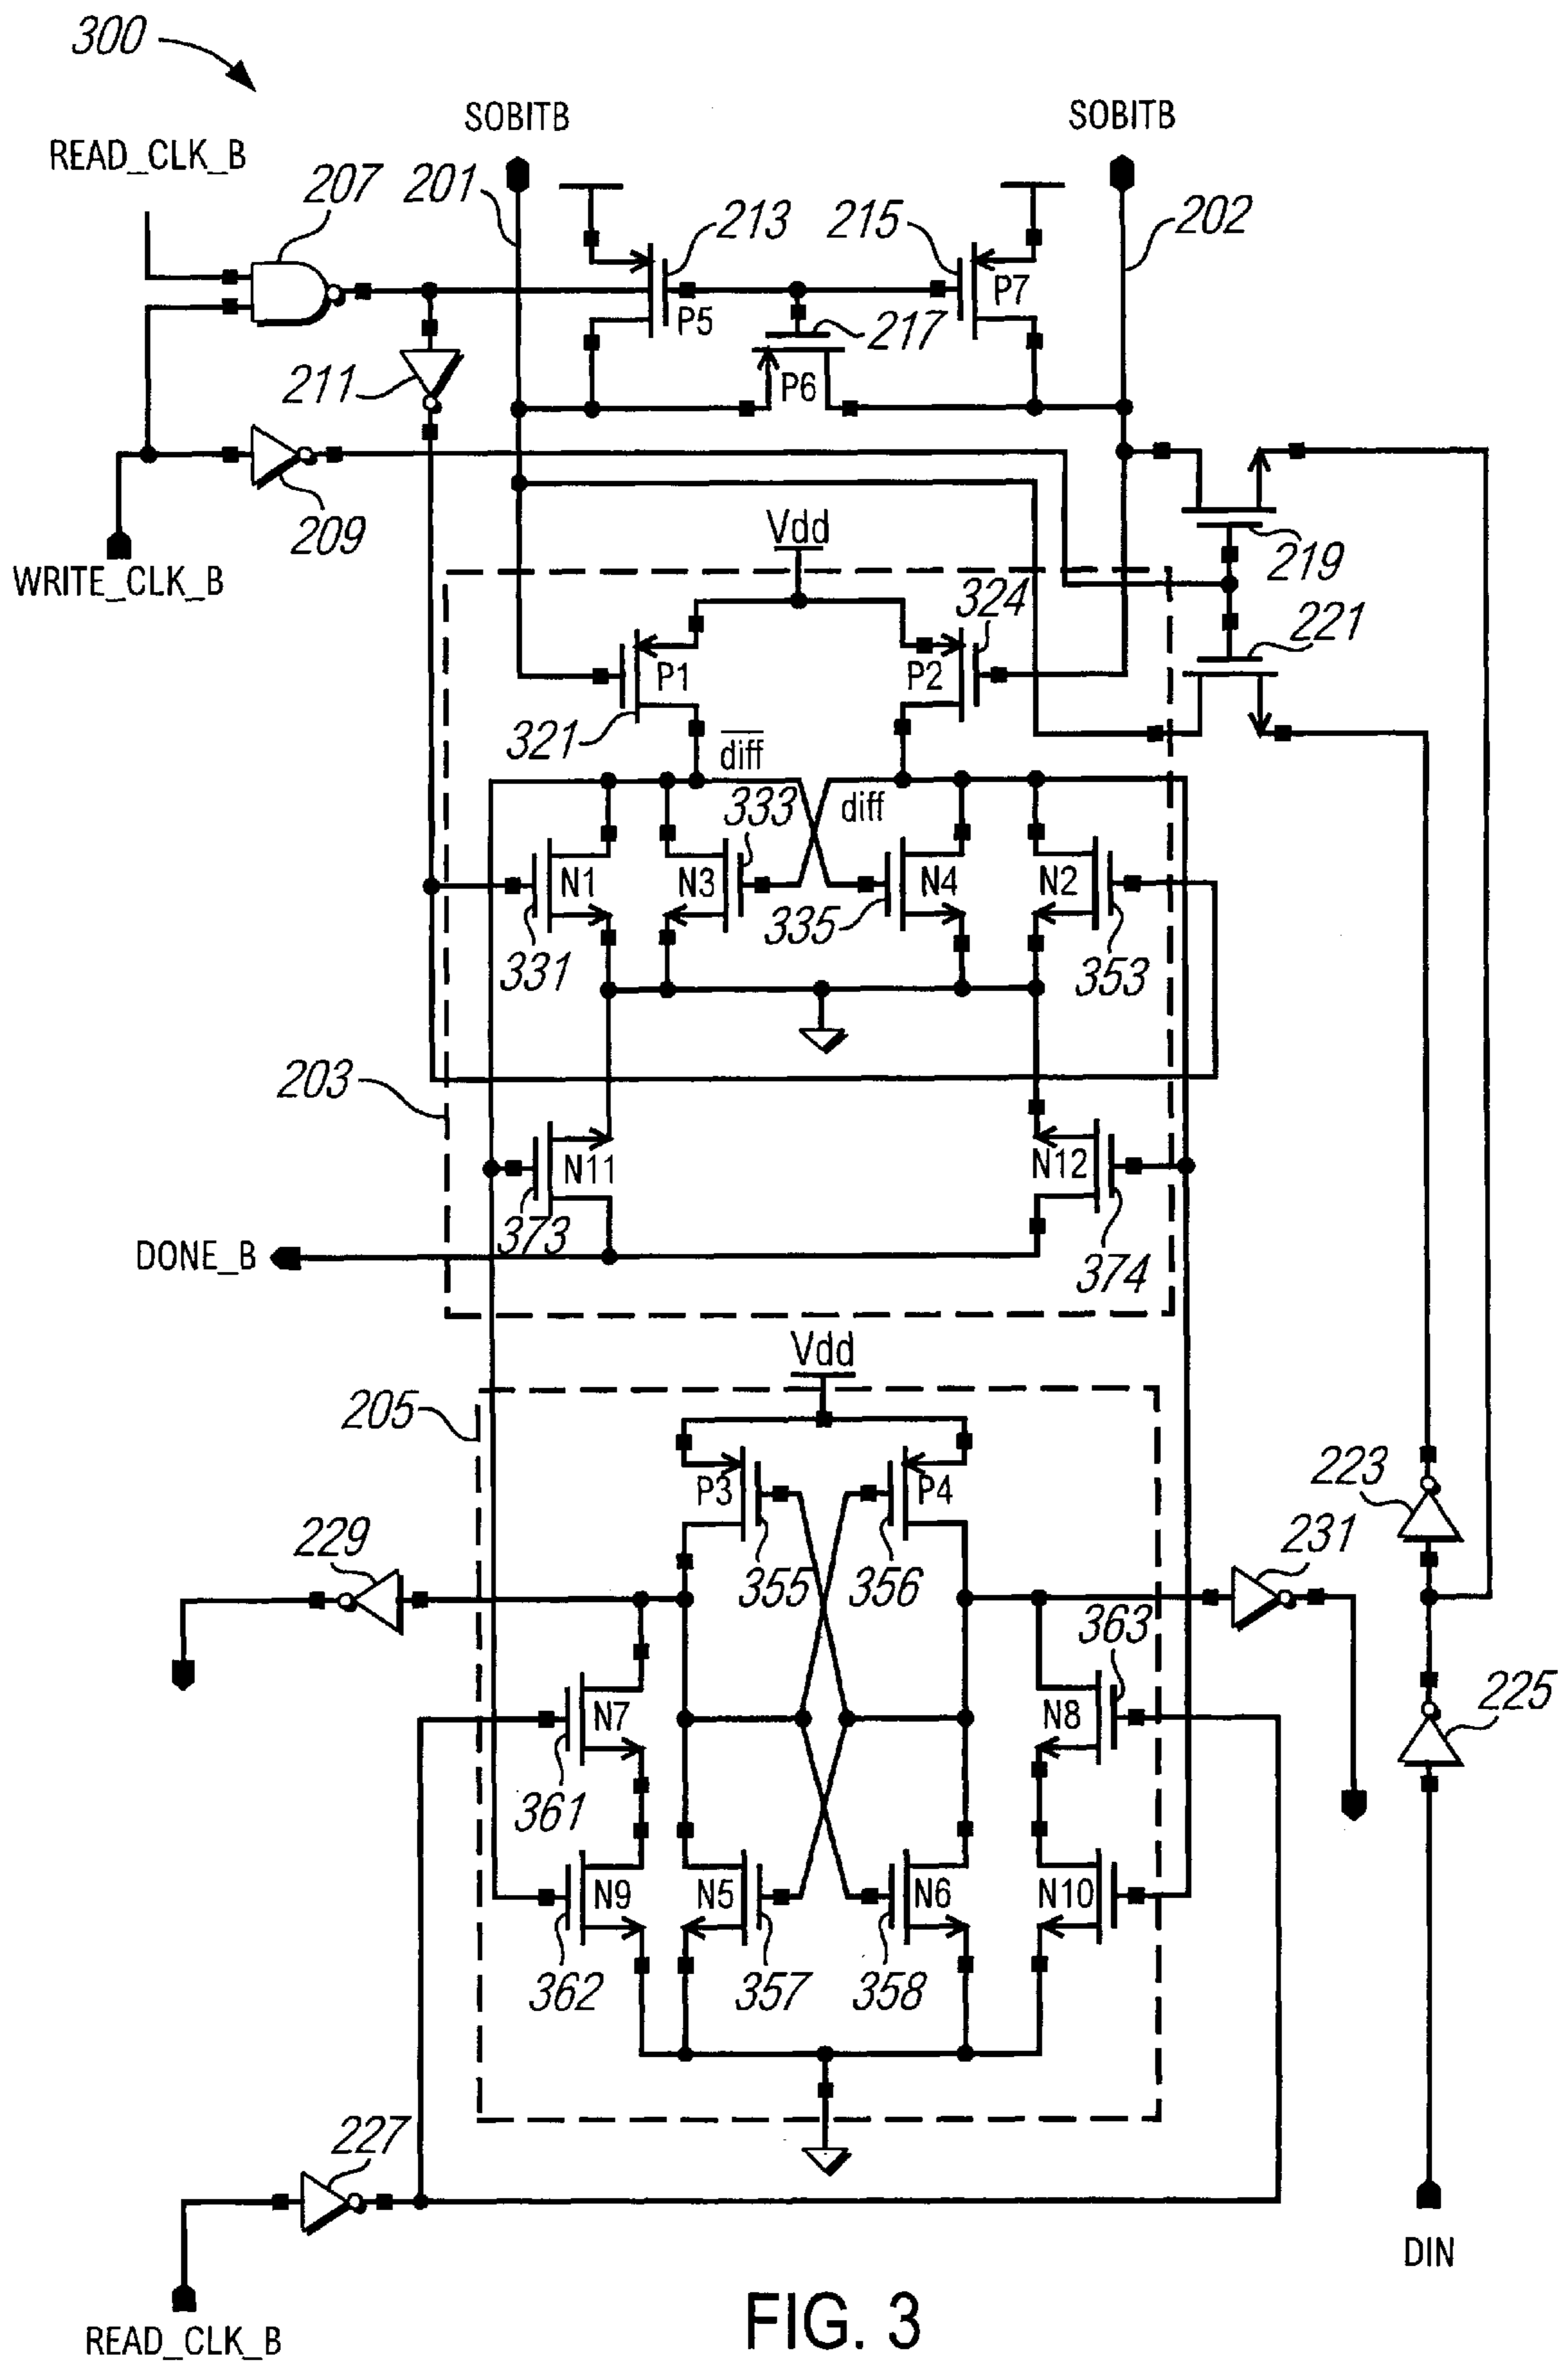 300
SOBITB
SOBITB
READ_CLK_B
207
201
213
215
202
P5
P7
217
211
P6
209
Vdd
219
WRITE_CLK_B
324
221
P1
P2
321
diff
333
diff
N1
N3
N4
N2
331
335
353
203
N11
N12
373
DONE_B
374
Vdd
205
P3
P4
223
229
231
355
356
363
N7
N8
225
361
N9
N5
N6
N10
362
357
358
227
DIN
READ_CLK_B
FIG. 3